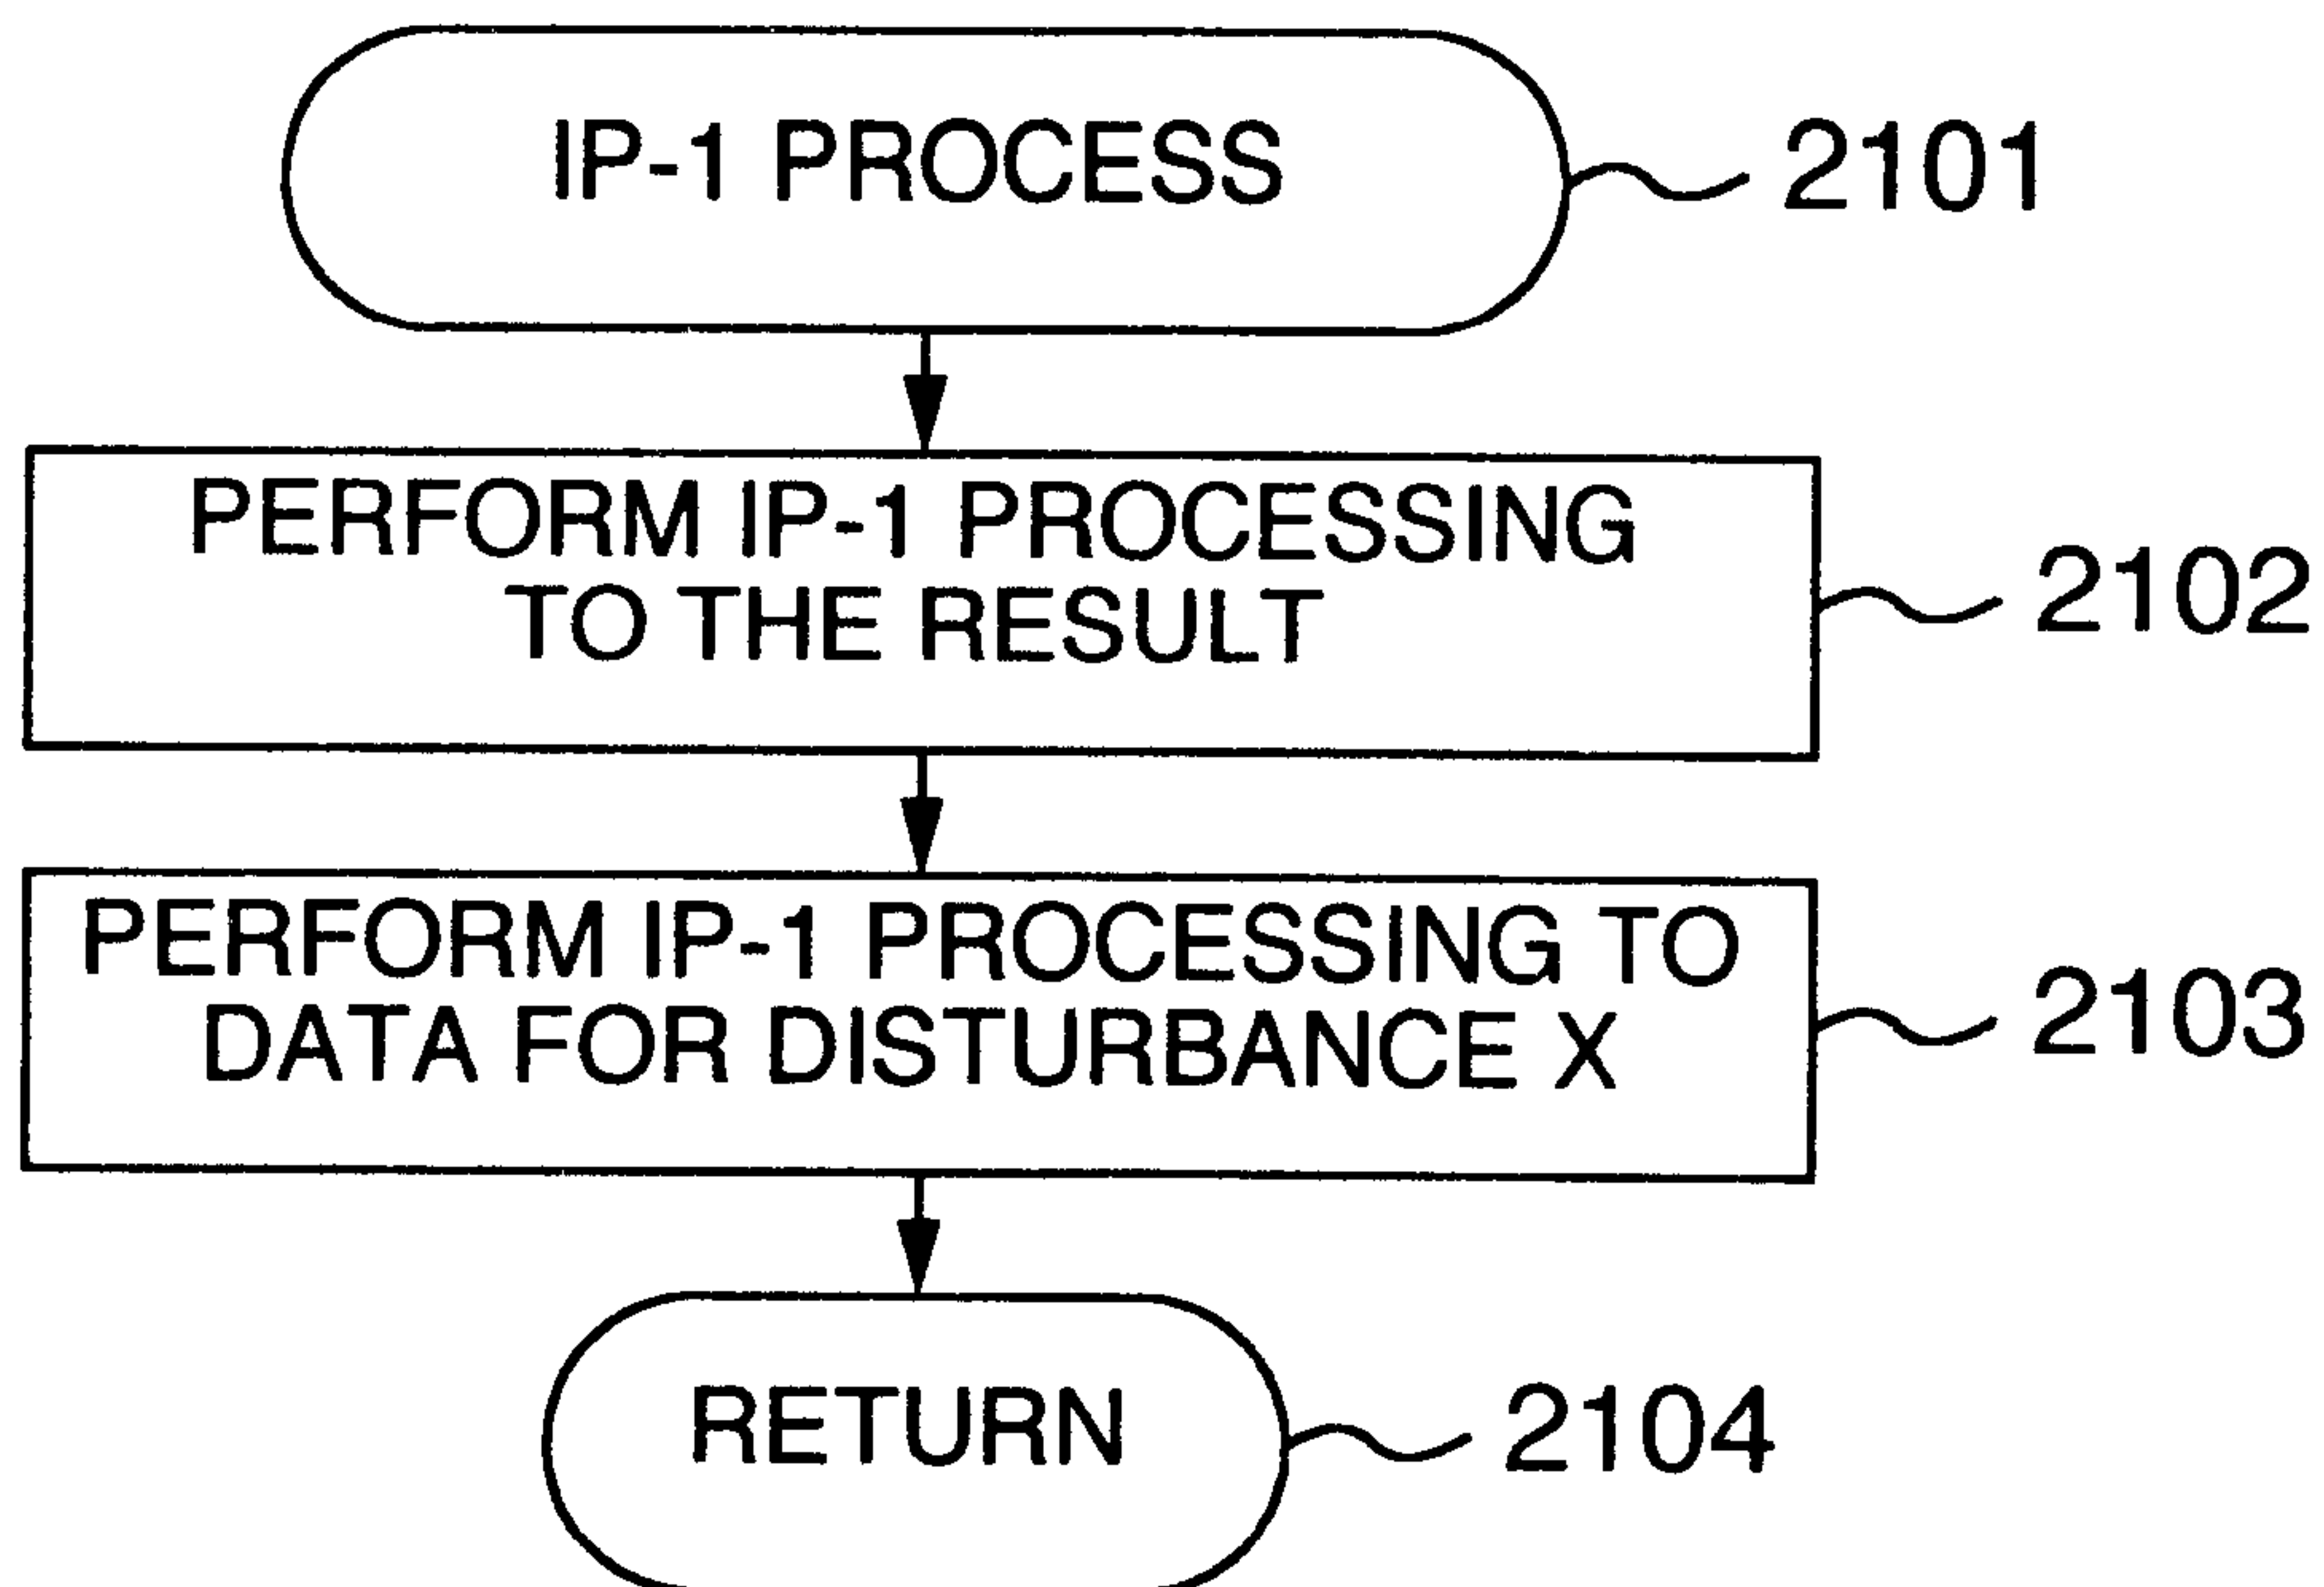 IP-1 PROCESS
2101
PERFORM IP-1 PROCESSING
TO THE RESULT
2102
PERFORM IP-1 PROCESSING TO
DATA FOR DISTURBANCE X
2103
RETURN
2104